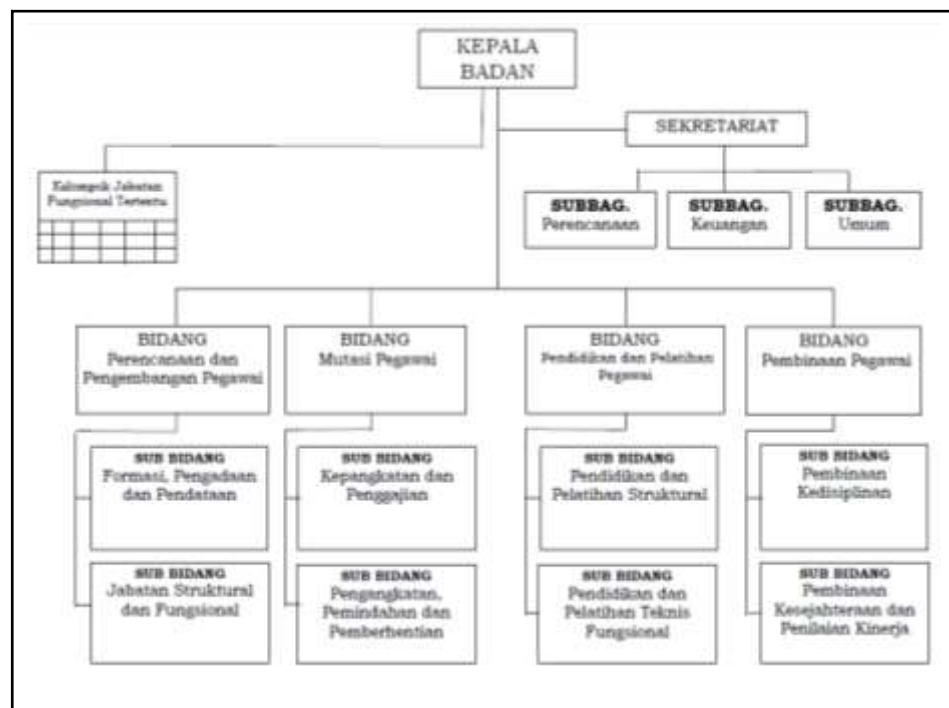 KEPALA
BADAN
SEKRETARIAT
Kelompok Jabatan
Fungsional Tertentu
SUBBAG.
Perencanaan
SUBBAG.
Keuangan
SUBBAG.
Umum
BIDANG
Perencanaan dan
Pengembangan Pegawai
BIDANG
Mutasi Pegawai
BIDANG
Pendidikan dan Pelatihan
Pegawai
BIDANG
Pembinaan Pegawai
SUB BIDANG
Formasi, Pengadaan
dan Pendataan
SUB BIDANG
Kepangkatan dan
Penggajian
SUB BIDANG
Pendidikan dan
Pelatihan Struktural
SUB BIDANG
Pembinaan
Kedisiplinan
SUB BIDANG
Jabatan Struktural
dan Fungsional
SUB BIDANG
Pengangkatan,
Pemindahan dan
Pemberhentian
SUB BIDANG
Pendidikan dan
Pelatihan Teknis
Fungsional
SUB BIDANG
Pembinaan
Kesejahteraan dan
Penilaian Kinerja